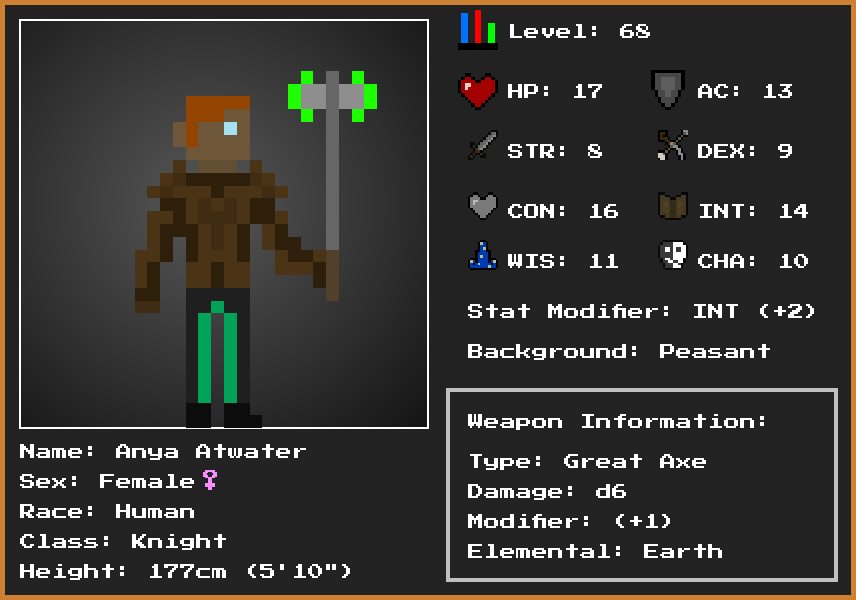 Level: 68
HP: 17
AC: 13
STR: 8
DEX: 9
CON: 16
INT: 14
WIS: 11
CHA: 10
Stat Modifier: INT (+2)
Background: Peasant
Weapon Information:
Type: Great Axe
Damage: d6
Modifier: (+1)
Elemental: Earth
Name: Anya Atwater
Sex: Female♀
Race: Human
Class: Knight
Height: 177cm (5'10")